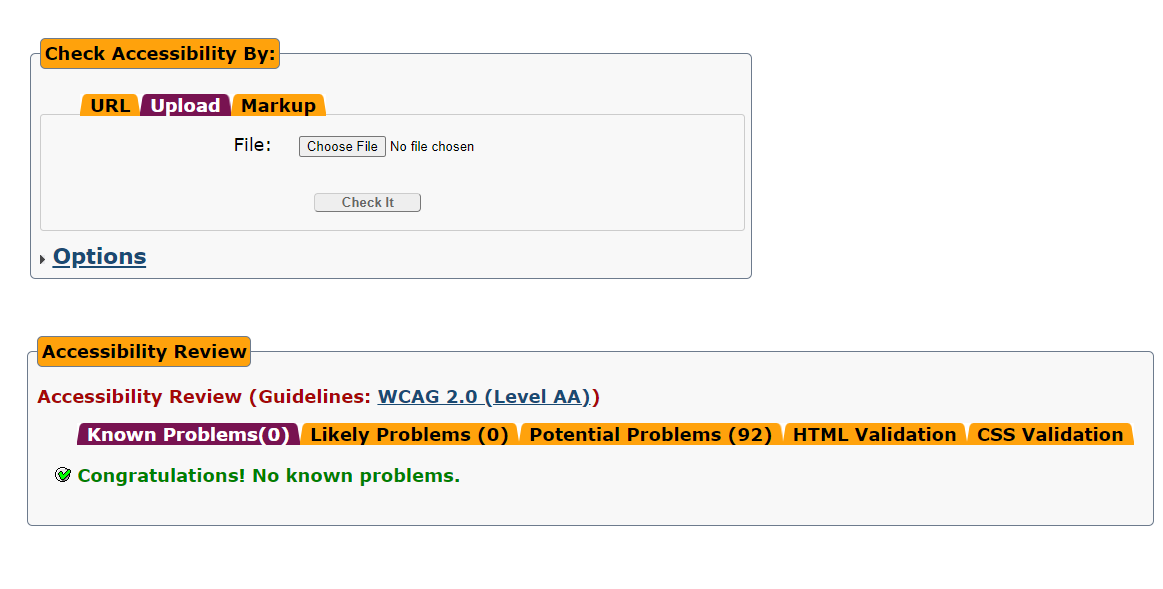 Check Accessibility By:
URL Upload Markup
File: Choose File No file chosen
Check It
Options
Accessibility Review
Accessibility Review (Guidelines: WCAG 2.0 (Level AA))
Known Problems(0) Likely Problems (0) Potential Problems (92) HTML Validation CSS Validation
Congratulations! No known problems.